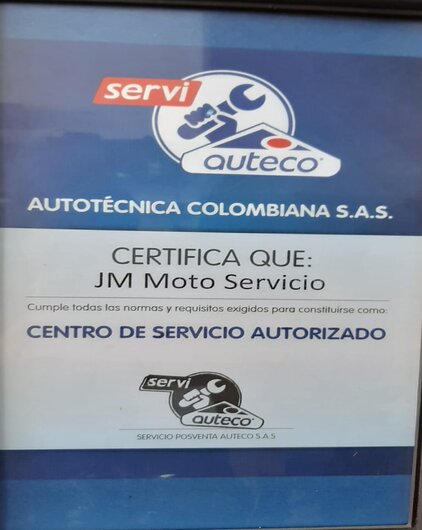 servi
auteco
AUTOTÉCNICA COLOMBIANA S.A.S.
CERTIFICA QUE:
JM Moto Servicio
Cumple todas las normas y requisitos exigidos para constituirse como:
CENTRO DE SERVICIO AUTORIZADO
servi
auteco
SERVICIO POSVENTA AUTECO S.A.S